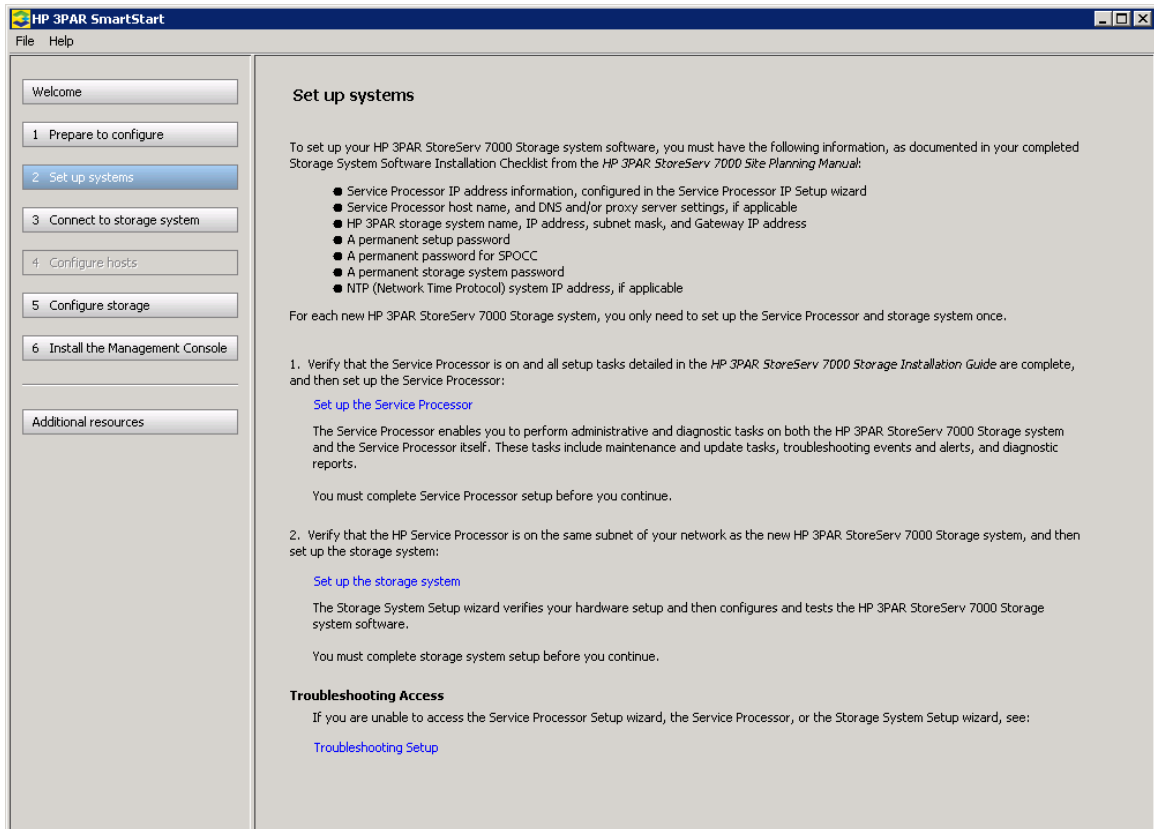 HP 3PAR SmartStart
File Help
Welcome
1 Prepare to configure
2 Set up systems
3 Connect to storage system
4 Configure hosts
5 Configure storage
6 Install the Management Console
Additional resources
Set up systems
To set up your HP 3PAR StoreServ 7000 Storage system software, you must have the following information, as documented in your completed
Storage System Software Installation Checklist from the HP 3PAR StoreServ 7000 Site Planning Manual:
● Service Processor IP address information, configured in the Service Processor IP Setup wizard
● Service Processor host name, and DNS and/or proxy server settings, if applicable
● HP 3PAR storage system name, IP address, subnet mask, and Gateway IP address
● A permanent setup password
● A permanent password for SPOCC
● A permanent storage system password
● NTP (Network Time Protocol) system IP address, if applicable
For each new HP 3PAR StoreServ 7000 Storage system, you only need to set up the Service Processor and storage system once.
1. Verify that the Service Processor is on and all setup tasks detailed in the HP 3PAR StoreServ 7000 Storage Installation Guide are complete,
and then set up the Service Processor:
Set up the Service Processor
The Service Processor enables you to perform administrative and diagnostic tasks on both the HP 3PAR StoreServ 7000 Storage system
and the Service Processor itself. These tasks include maintenance and update tasks, troubleshooting events and alerts, and diagnostic
reports.
You must complete Service Processor setup before you continue.
2. Verify that the HP Service Processor is on the same subnet of your network as the new HP 3PAR StoreServ 7000 Storage system, and then
set up the storage system:
Set up the storage system
The Storage System Setup wizard verifies your hardware setup and then configures and tests the HP 3PAR StoreServ 7000 Storage
system software.
You must complete storage system setup before you continue.
Troubleshooting Access
If you are unable to access the Service Processor Setup wizard, the Service Processor, or the Storage System Setup wizard, see:
Troubleshooting Setup